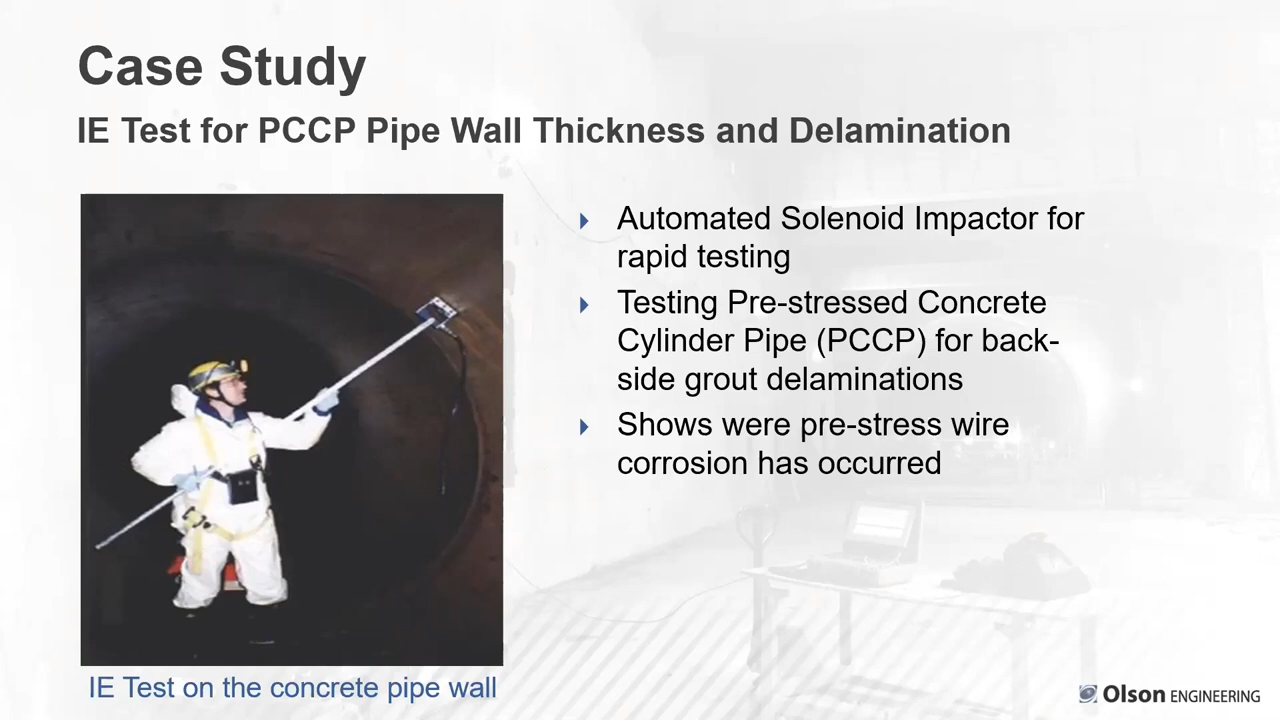 Case Study
IE Test for PCCP Pipe Wall Thickness and Delamination
Automated Solenoid Impactor for
rapid testing
Testing Pre-stressed Concrete
Cylinder Pipe (PCCP) for back-
side grout delaminations
Shows were pre-stress wire
corrosion has occurred
IE Test on the concrete pipe wall
Olson ENGINEERING